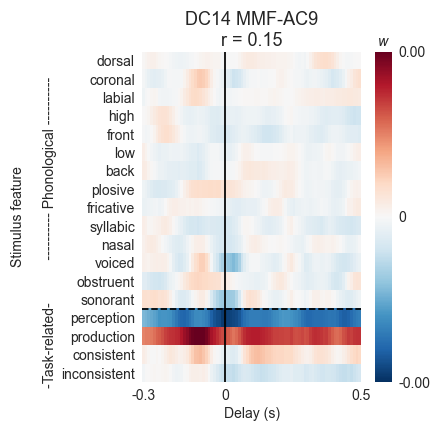 DC14 MMF-AC9
r = 0.15
w
dorsal
coronal
labial
high
front
low
back
plosive
fricative
syllabic
nasal
voiced
obstruent
sonorant
perception
production
consistent
inconsistent
Stimulus feature
-Task-related-
----------- Phonological ----------
-0.3
0
0.5
Delay (s)
0.00
0
-0.00